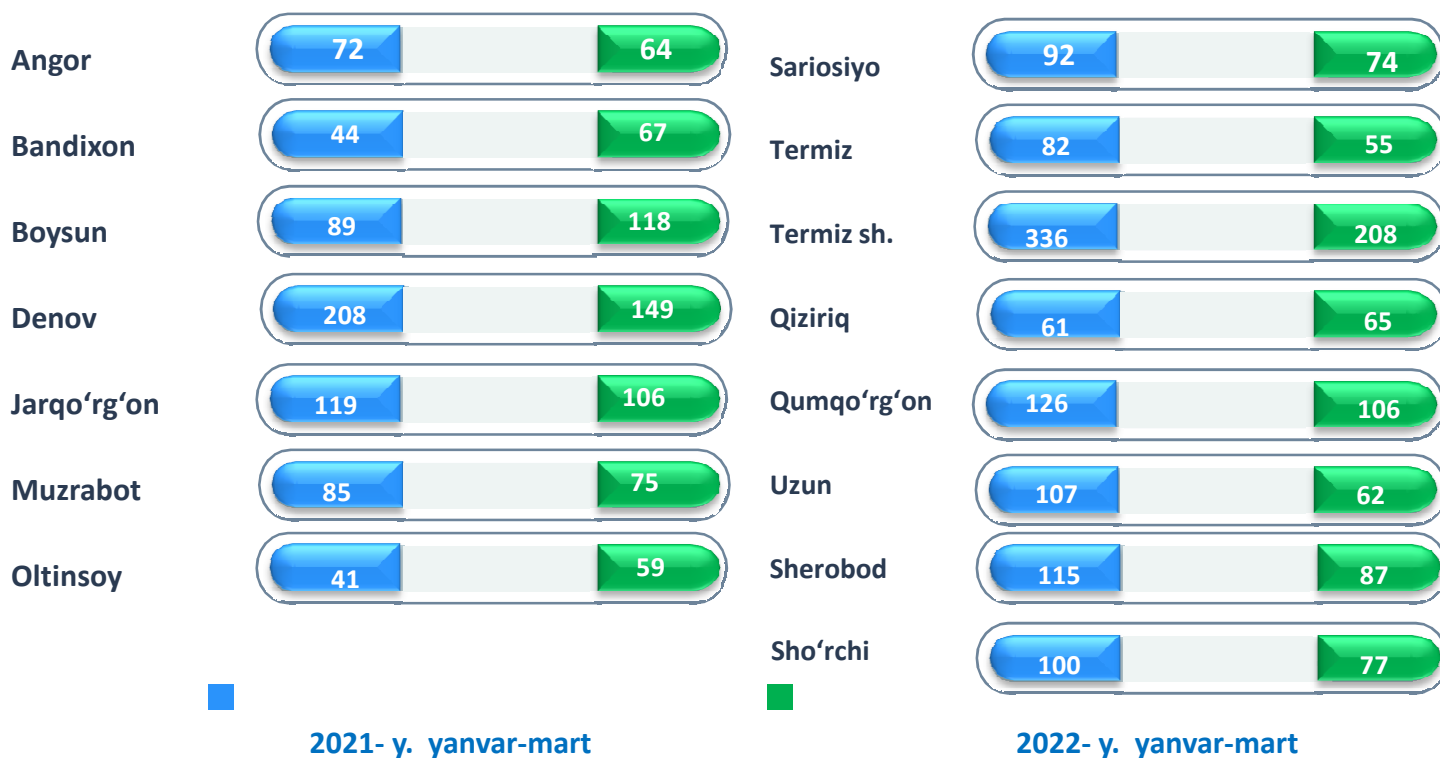 Angor 72 64
Bandixon 44 67
Boysun 89 118
Denov 208 149
Jarqo‘rg‘on 119 106
Muzrabot 85 75
Oltinsoy 41 59
Sariosiyo 92 74
Termiz 82 55
Termiz sh. 336 208
Qiziriq 61 65
Qumqo‘rg‘on 126 106
Uzun 107 62
Sherobod 115 87
Sho‘rchi 100 77
2021- y. yanvar-mart
2022- y. yanvar-mart